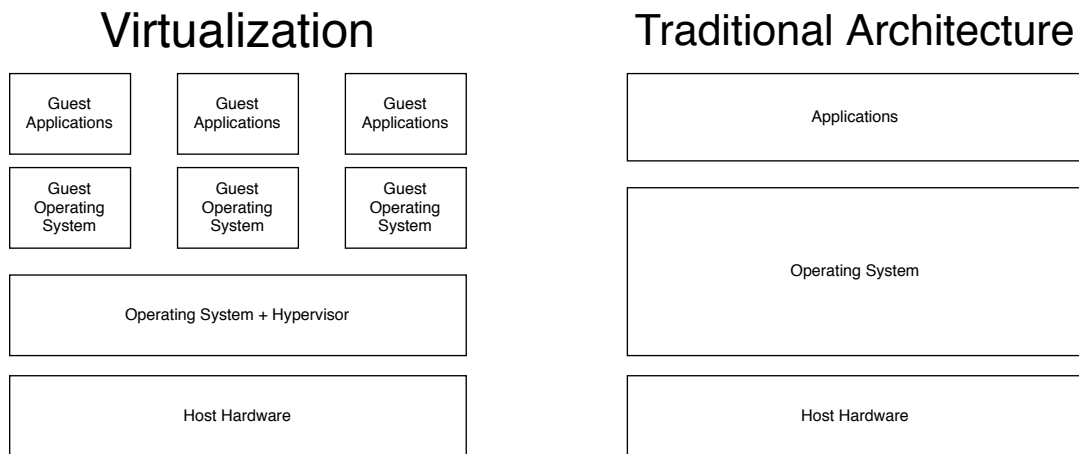 Virtualization
Guest
Applications
Guest
Applications
Guest
Applications
Guest
Operating
System
Guest
Operating
System
Guest
Operating
System
Operating System + Hypervisor
Host Hardware
Traditional Architecture
Applications
Operating System
Host Hardware